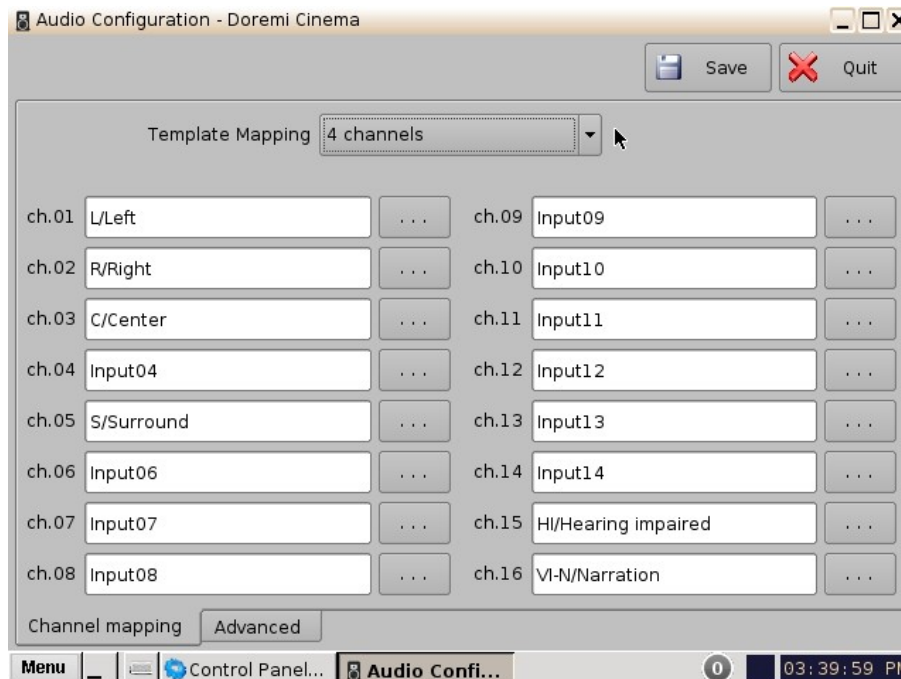 Audio Configuration - Doremi Cinema
Save Quit
Template Mapping 4 channels
ch.01 L/Left ... ch.09 Input09 ...
ch.02 R/Right ... ch.10 Input10 ...
ch.03 C/Center ... ch.11 Input11 ...
ch.04 Input04 ... ch.12 Input12 ...
ch.05 S/Surround ... ch.13 Input13 ...
ch.06 Input06 ... ch.14 Input14 ...
ch.07 Input07 ... ch.15 HI/Hearing impaired ...
ch.08 Input08 ... ch.16 VI-N/Narration ...
Channel mapping Advanced
Menu Control Panel... Audio Confi... 0 03:39:59 PM